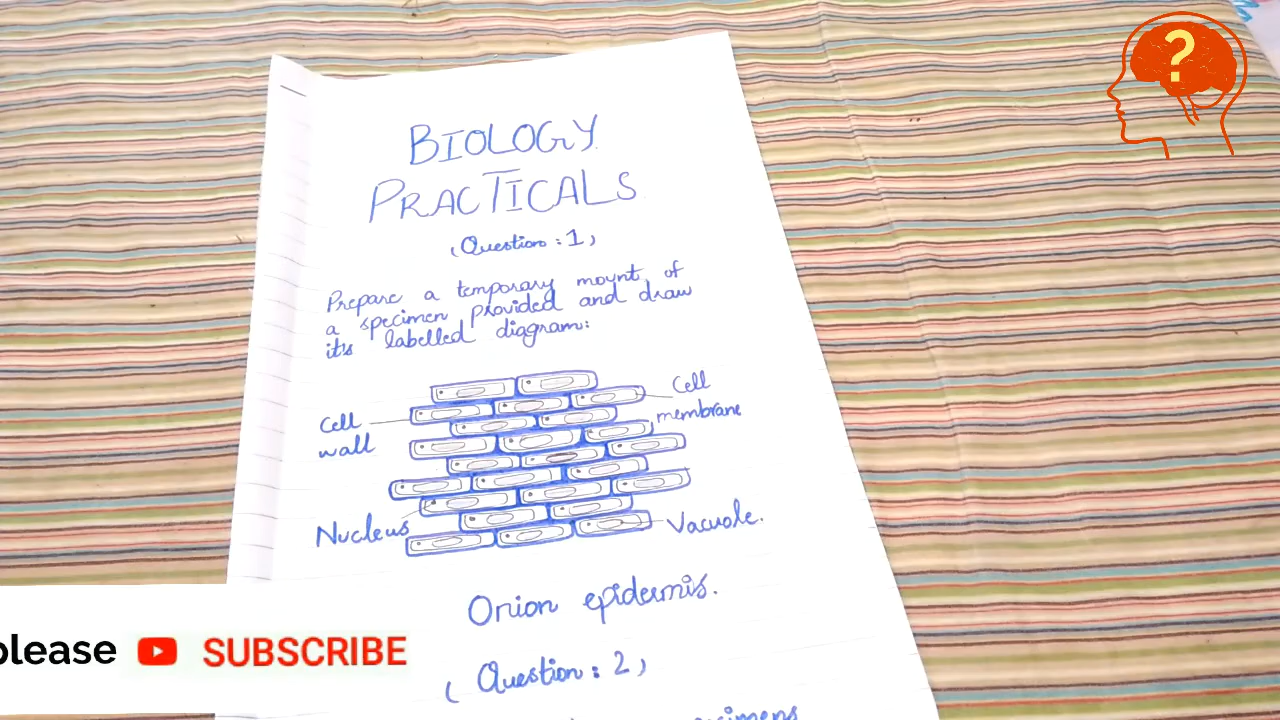 ?
BIOLOGY
PRACTICALS
(Question : 1)
Prepare a temporary mount of
a specimen provided and draw
it's labelled diagram:
Cell
wall
Cell
membrane
Nucleus
Vacuole.
Onion epidermis.
please SUBSCRIBE
(Question : 2)